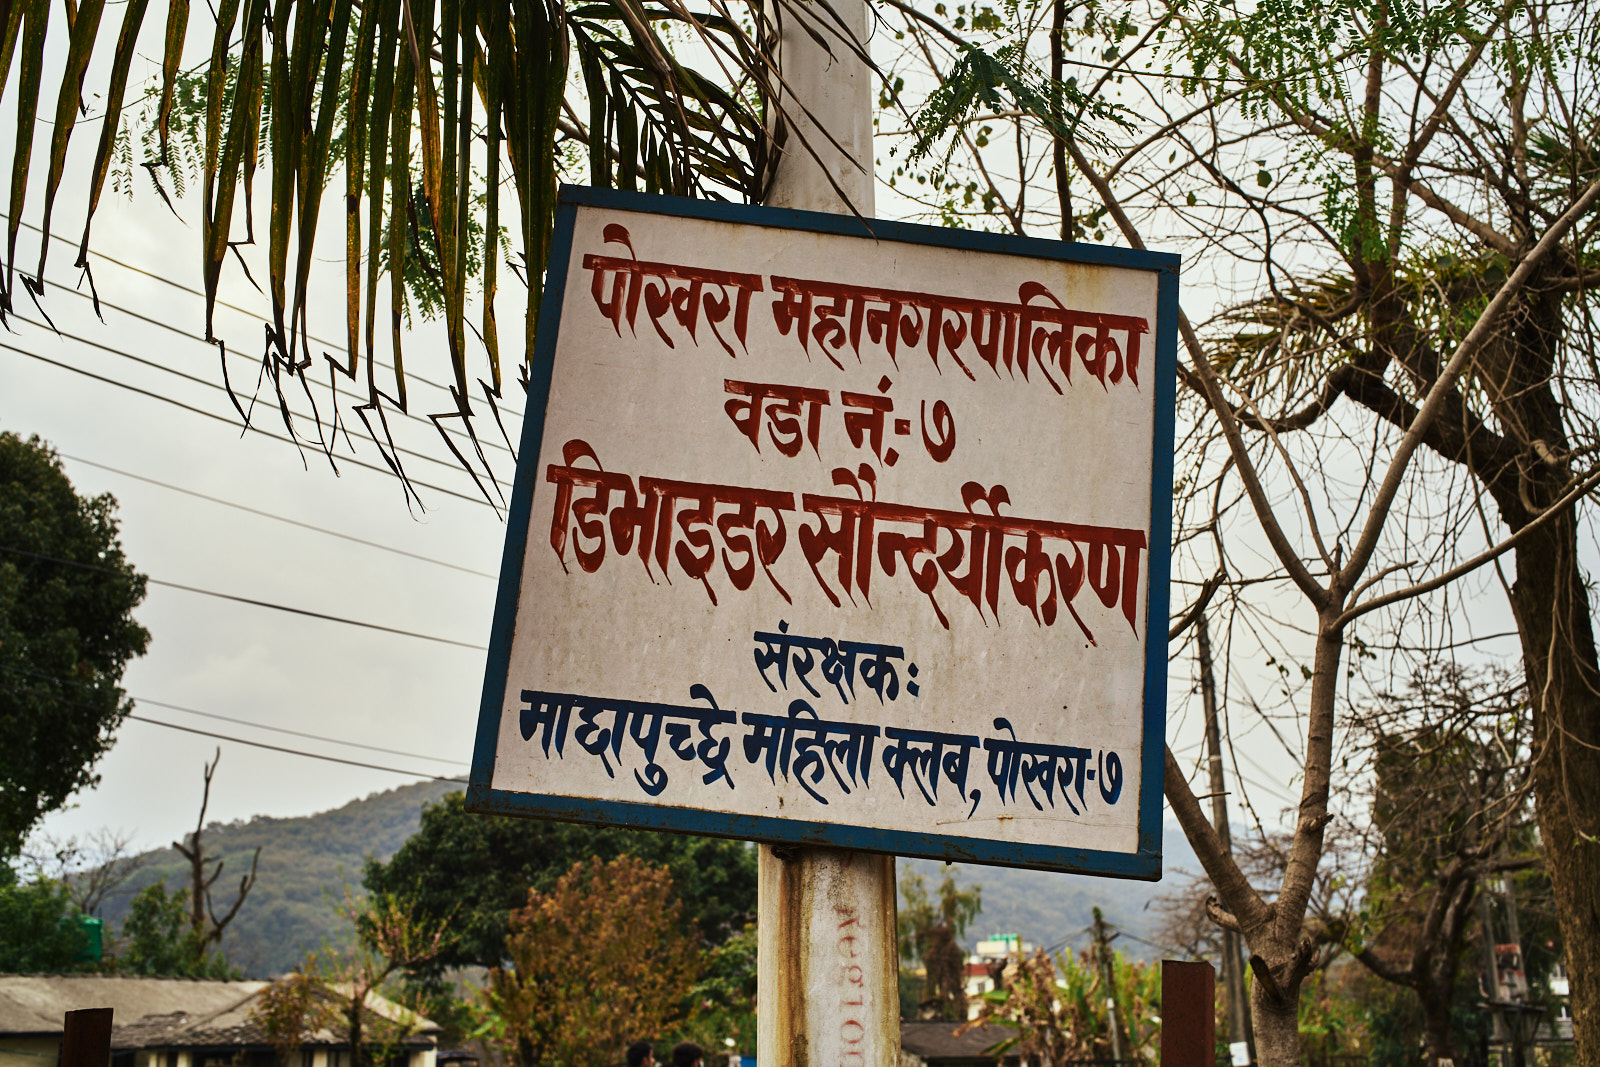 पोखरा महानगरपालिका
वडा नं.- ७
डिभाइडर सौन्दर्यीकरण
संरक्षक:
माछापुच्छ्रे महिला क्लब, पोखरा-७